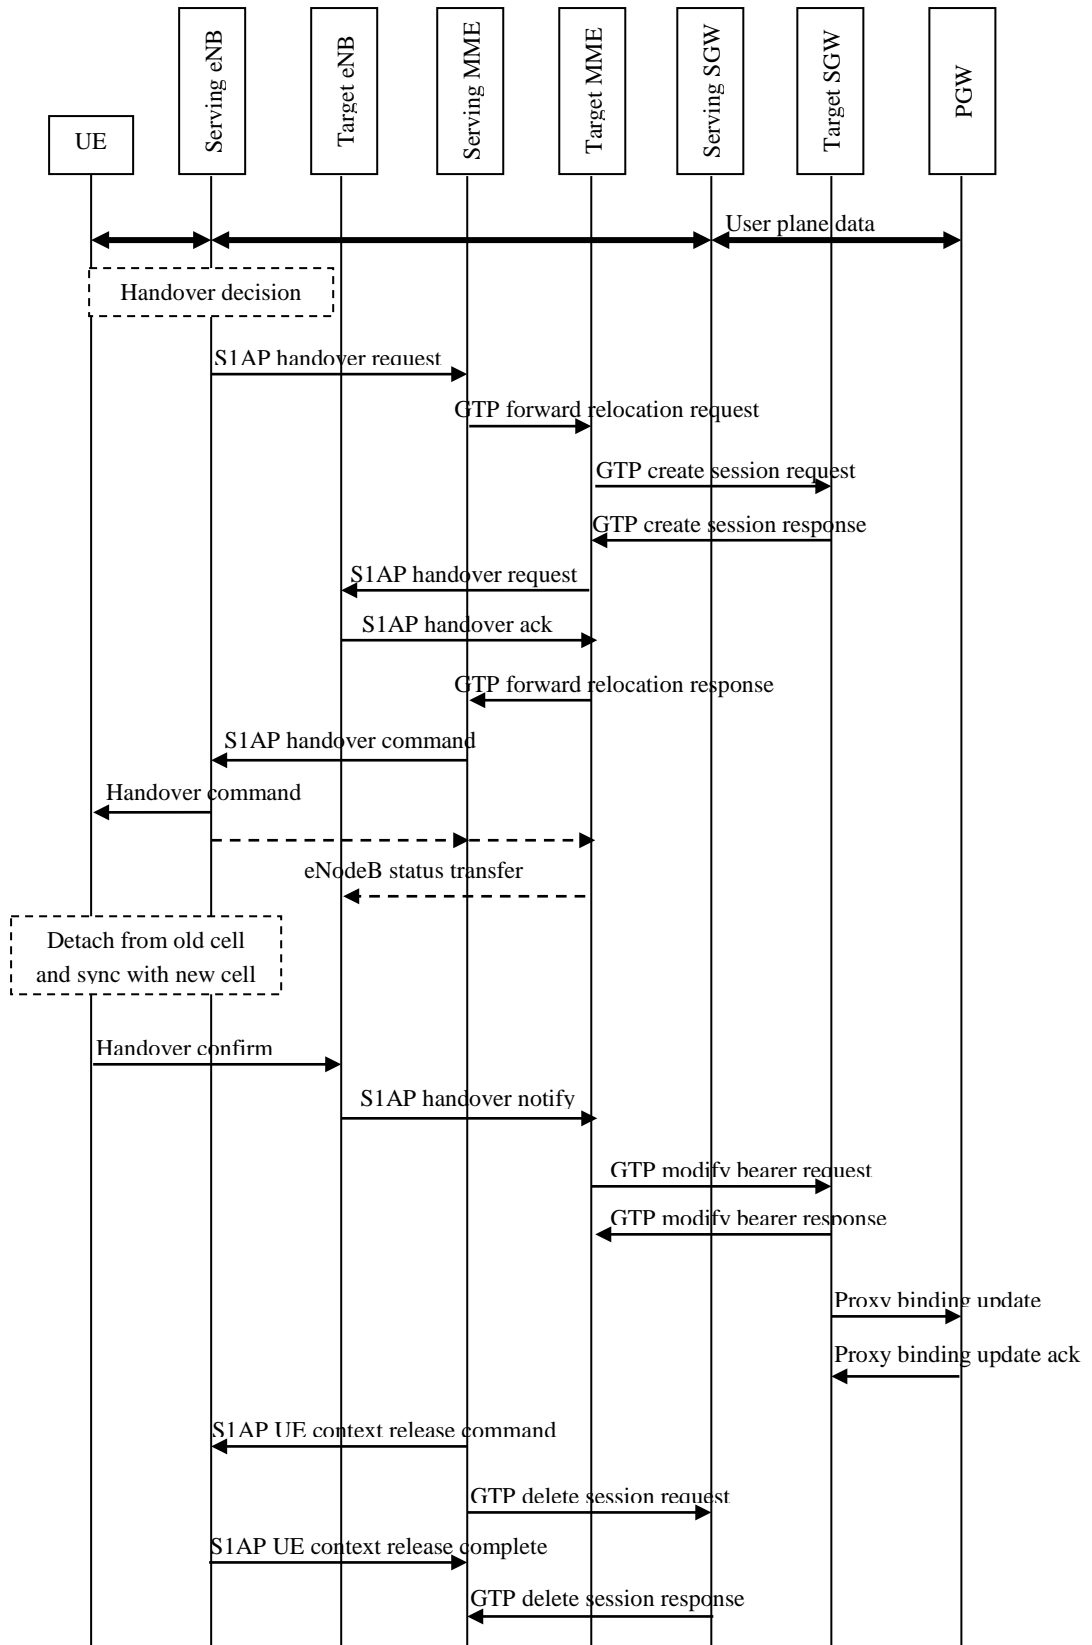 Serving eNB
Target eNB
Serving MME
Target MME
Serving SGW
Target SGW
PGW
UE
User plane data
Handover decision
S1AP handover request
GTP forward relocation request
GTP create session request
GTP create session response
S1AP handover request
S1AP handover ack
GTP forward relocation response
S1AP handover command
Handover command
eNodeB status transfer
Detach from old cell
and sync with new cell
Handover confirm
S1AP handover notify
GTP modify bearer request
GTP modify bearer response
Proxy binding update
Proxy binding update ack
S1AP UE context release command
GTP delete session request
S1AP UE context release complete
GTP delete session response